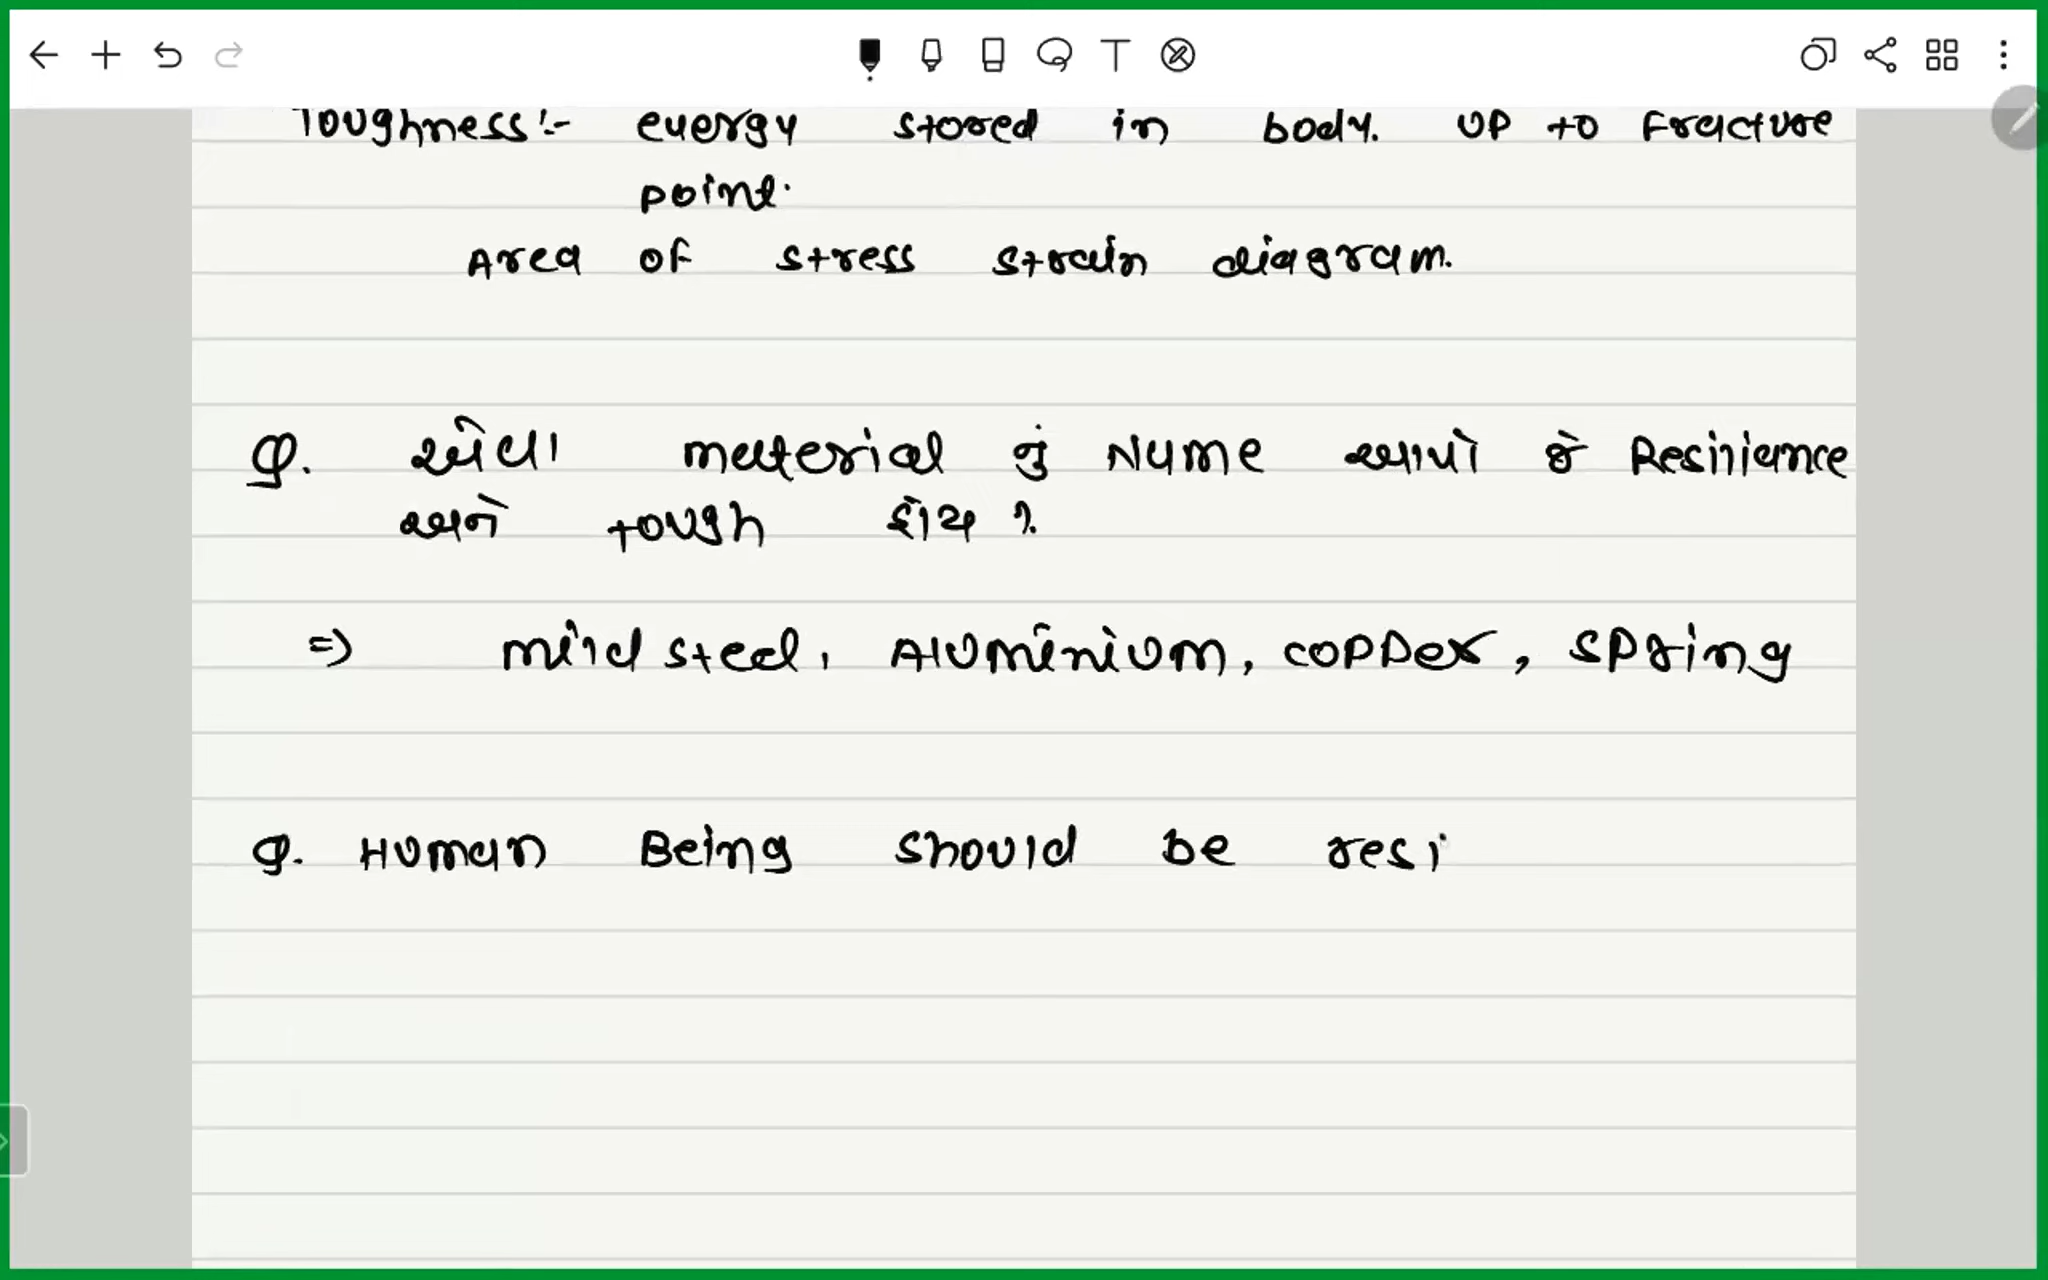 Toughness :- energy stored in body. up to Fracture
point.
Area of stress strain diagram.
Q. એવા material નું Name આપો જે Resilience
અને tough હોય ?
=) mild steel, Aluminium, copper, spring
Q. Human Being should be resi